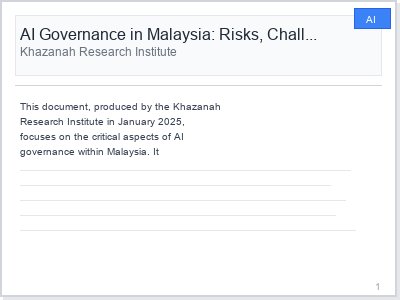 AI
AI Governance in Malaysia: Risks, Chall...
Khazanah Research Institute
This document, produced by the Khazanah
Research Institute in January 2025,
focuses on the critical aspects of AI
governance within Malaysia. It
1